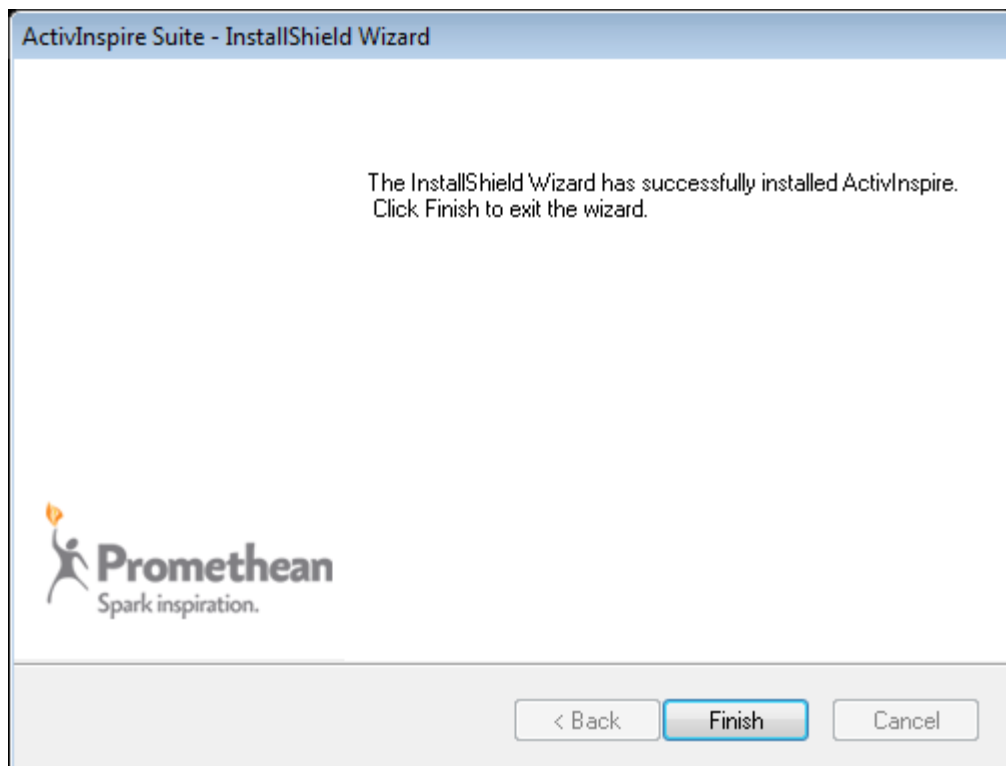 ActivInspire Suite - InstallShield Wizard
The InstallShield Wizard has successfully installed ActivInspire.
Click Finish to exit the wizard.
Promethean
Spark inspiration.
< Back
Finish
Cancel